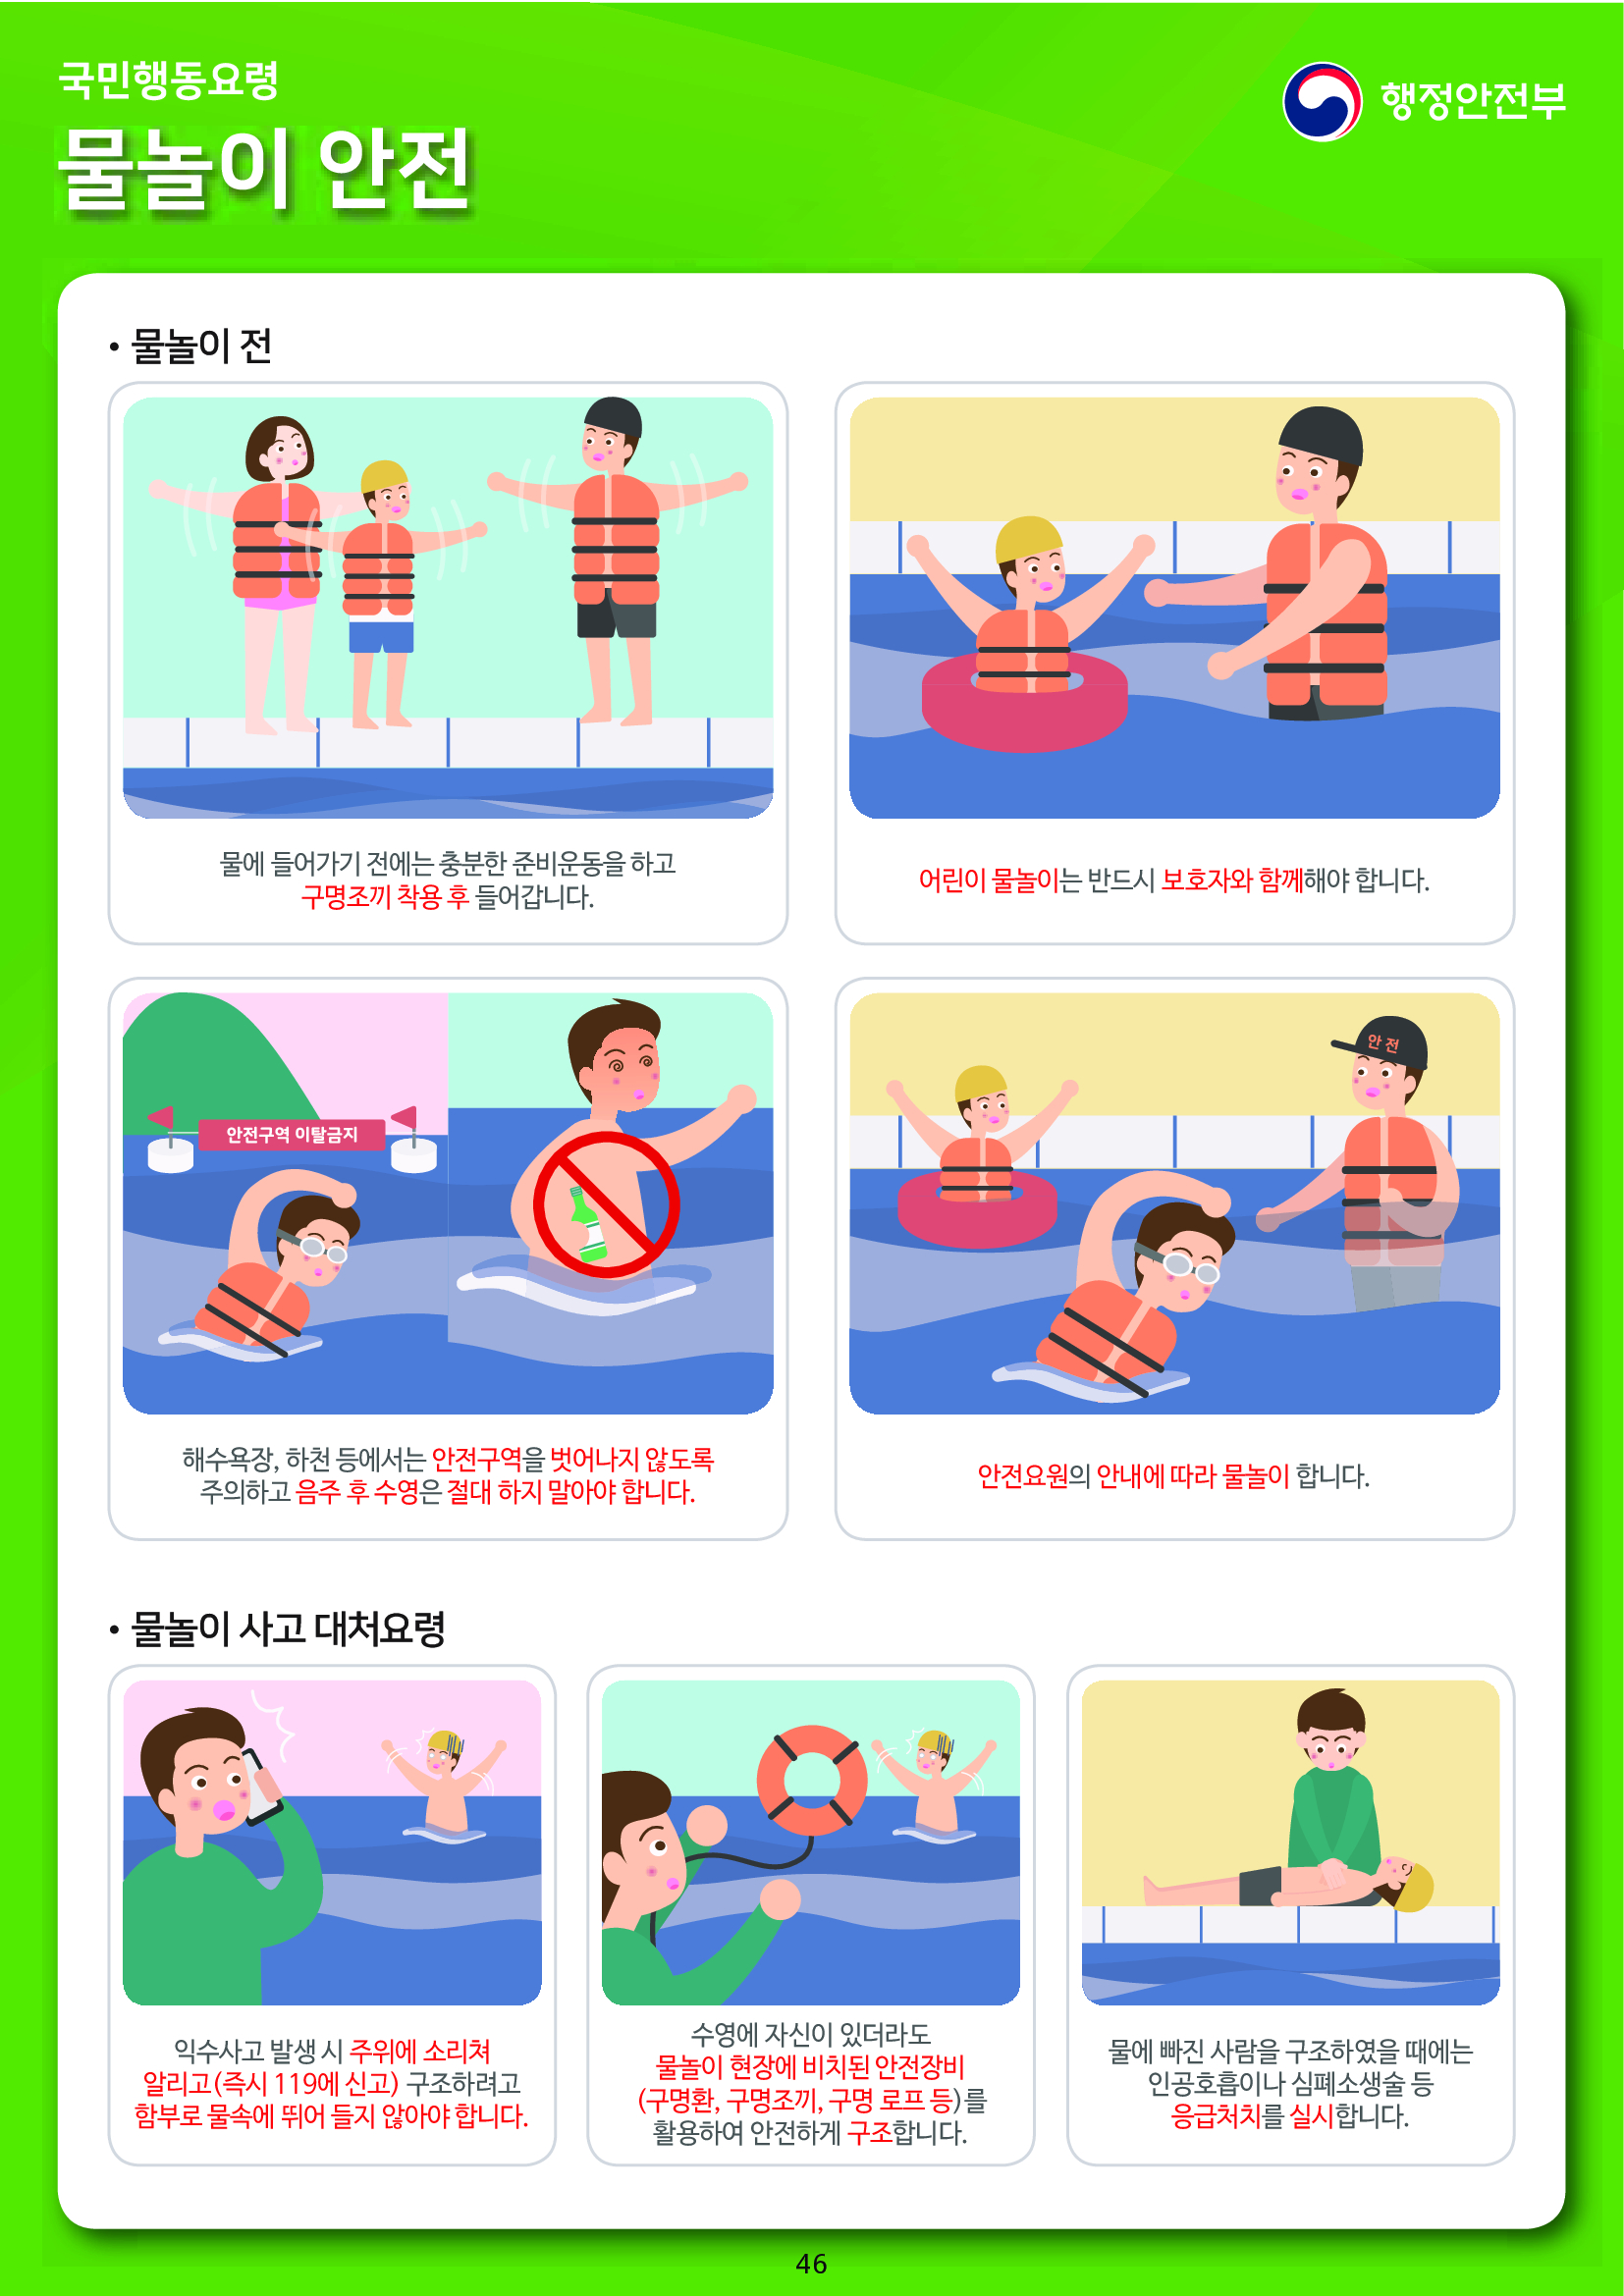 국민행동요령
물놀이 안전
행정안전부
• 물놀이 전
물에 들어가기 전에는 충분한 준비운동을 하고
구명조끼 착용 후 들어갑니다.
어린이 물놀이는 반드시 보호자와 함께해야 합니다.
안전구역 이탈금지
해수욕장, 하천 등에서는 안전구역을 벗어나지 않도록
주의하고 음주 후 수영은 절대 하지 말아야 합니다.
안전
안전요원의 안내에 따라 물놀이 합니다.
• 물놀이 사고 대처요령
익수사고 발생 시 주위에 소리쳐
알리고(즉시 119에 신고) 구조하려고
함부로 물속에 뛰어 들지 않아야 합니다.
수영에 자신이 있더라도
물놀이 현장에 비치된 안전장비
(구명환, 구명조끼, 구명 로프 등)를
활용하여 안전하게 구조합니다.
물에 빠진 사람을 구조하였을 때에는
인공호흡이나 심폐소생술 등
응급처치를 실시합니다.
46